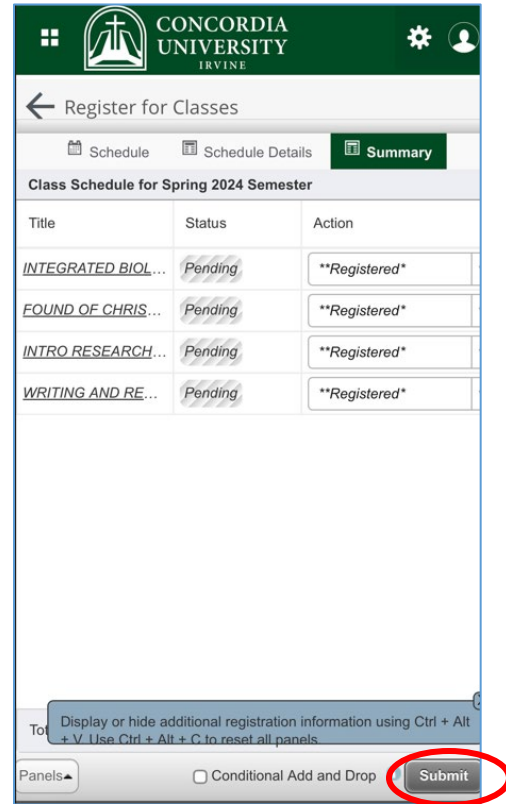 CONCORDIA
UNIVERSITY
IRVINE
Register for Classes
Schedule Schedule Details Summary
Class Schedule for Spring 2024 Semester
Title Status Action
INTEGRATED BIOL... Pending **Registered*
FOUND OF CHRIS... Pending **Registered*
INTRO RESEARCH... Pending **Registered*
WRITING AND RE... Pending **Registered*
Display or hide additional registration information using Ctrl + Alt
+ V. Use Ctrl + Alt + C to reset all panels.
Panels Conditional Add and Drop Submit